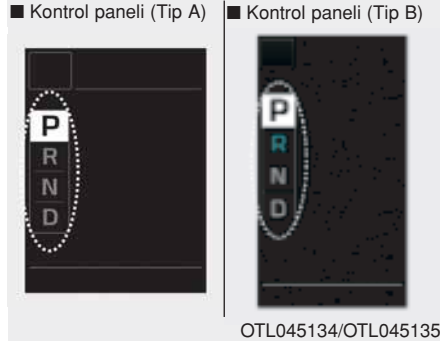 ■ Kontrol paneli (Tip A)
P
R
N
D
■ Kontrol paneli (Tip B)
P
R
N
D
OTL045134/OTL045135